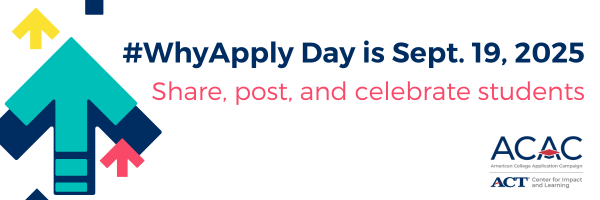 #WhyApply Day is Sept. 19, 2025
Share, post, and celebrate students
ACAC
American College Application Campaign
ACT Center for Impact
and Learning